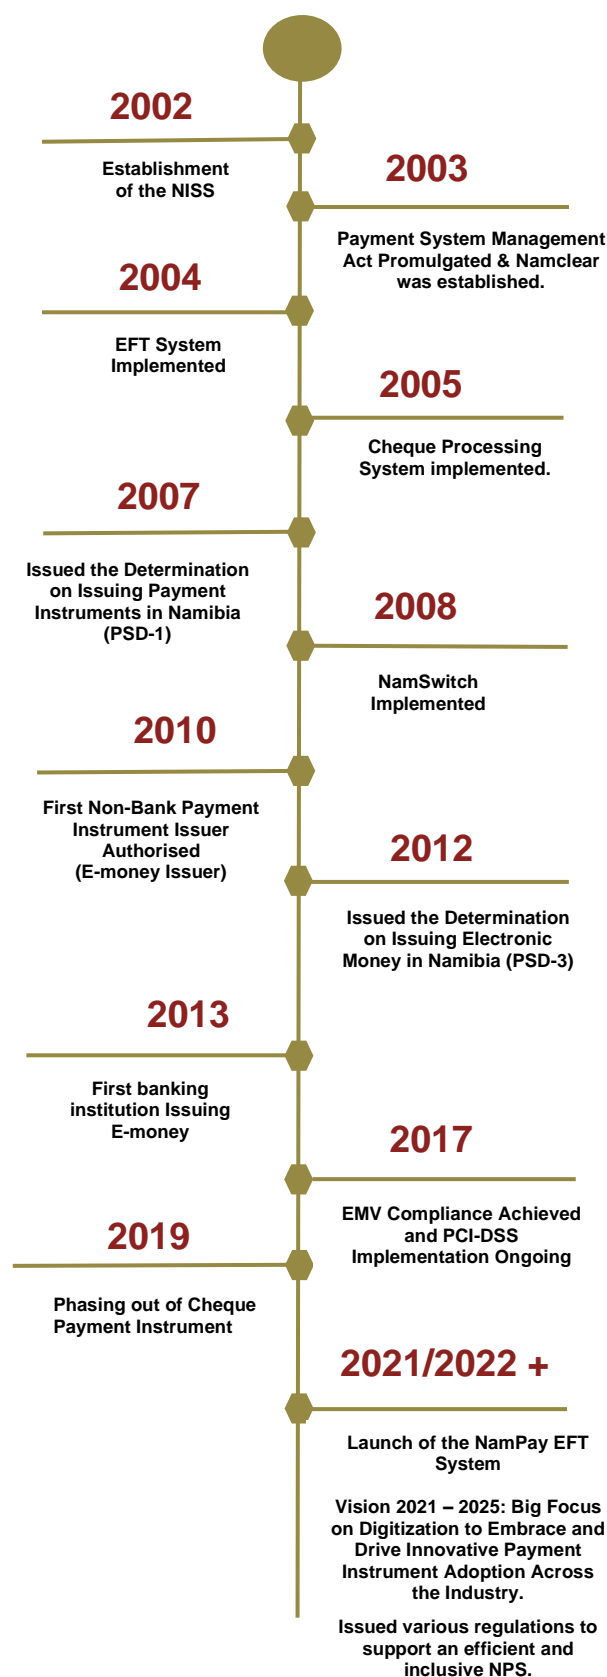 2002
Establishment
of the NISS
2003
Payment System Management
Act Promulgated & Namclear
was established.
2004
EFT System
Implemented
2005
Cheque Processing
System implemented.
2007
Issued the Determination
on Issuing Payment
Instruments in Namibia
(PSD-1)
2008
NamSwitch
Implemented
2010
First Non-Bank Payment
Instrument Issuer
Authorised
(E-money Issuer)
2012
Issued the Determination
on Issuing Electronic
Money in Namibia (PSD-3)
2013
First banking
institution Issuing
E-money
2017
EMV Compliance Achieved
and PCI-DSS
Implementation Ongoing
2019
Phasing out of Cheque
Payment Instrument
2021/2022 +
Launch of the NamPay EFT
System
Vision 2021 – 2025: Big Focus
on Digitization to Embrace and
Drive Innovative Payment
Instrument Adoption Across
the Industry.
Issued various regulations to
support an efficient and
inclusive NPS.